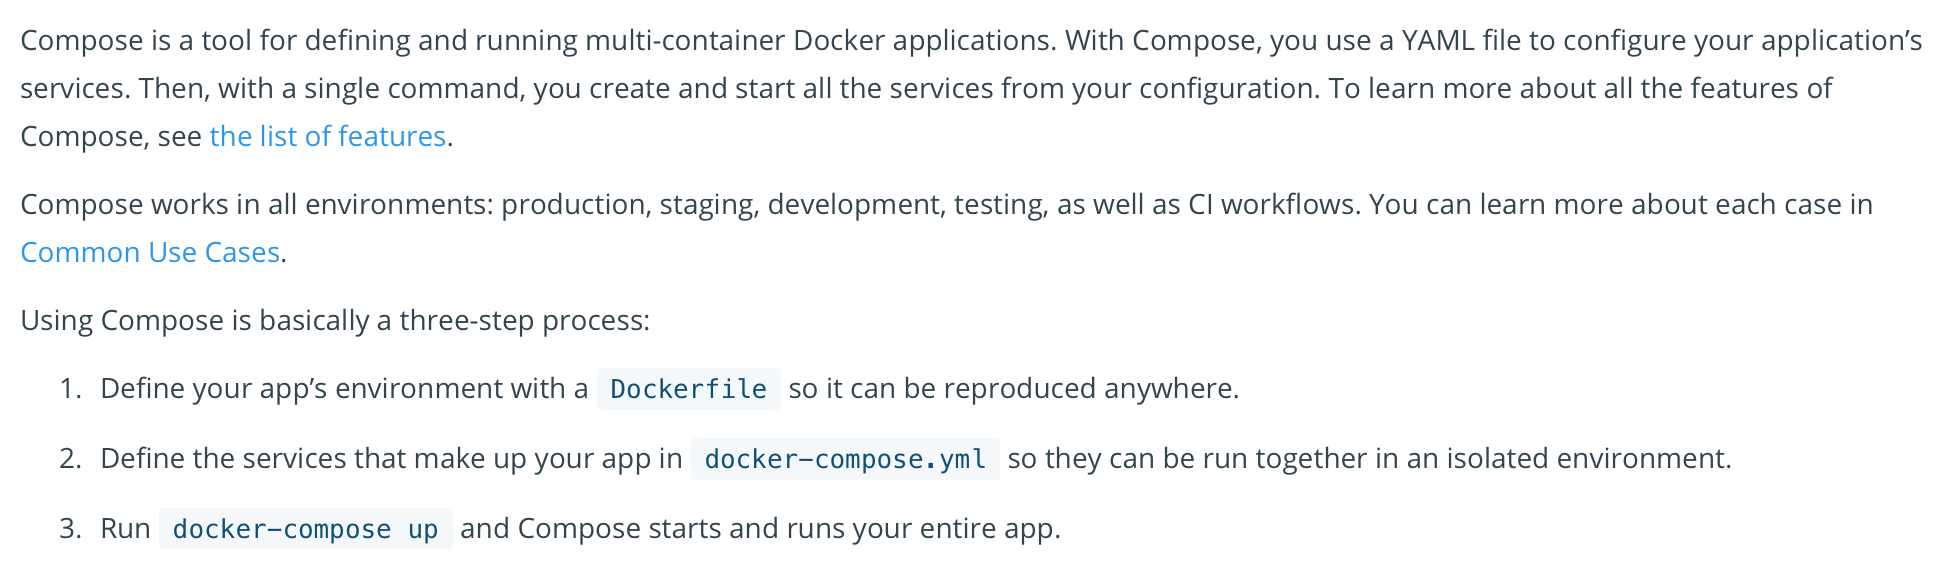 Compose is a tool for defining and running multi-container Docker applications. With Compose, you use a YAML file to configure your application’s
services. Then, with a single command, you create and start all the services from your configuration. To learn more about all the features of
Compose, see the list of features.
Compose works in all environments: production, staging, development, testing, as well as CI workflows. You can learn more about each case in
Common Use Cases.
Using Compose is basically a three-step process:
1. Define your app’s environment with a Dockerfile so it can be reproduced anywhere.
2. Define the services that make up your app in docker-compose.yml so they can be run together in an isolated environment.
3. Run docker-compose up and Compose starts and runs your entire app.